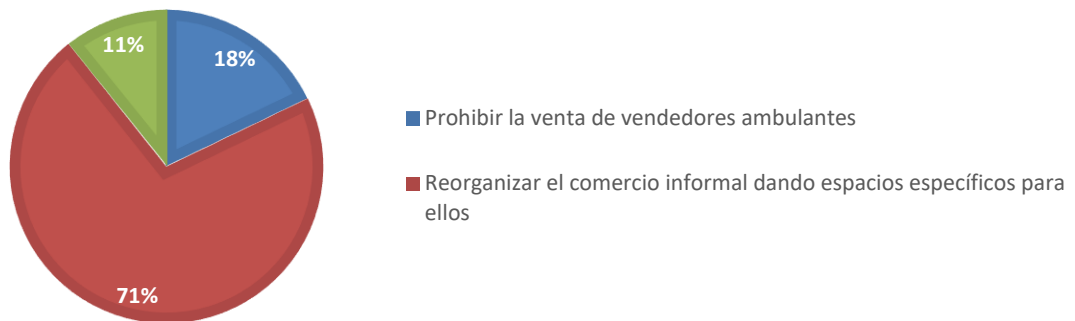 11%
18%
Prohibir la venta de vendedores ambulantes
Reorganizar el comercio informal dando espacios específicos para
ellos
71%